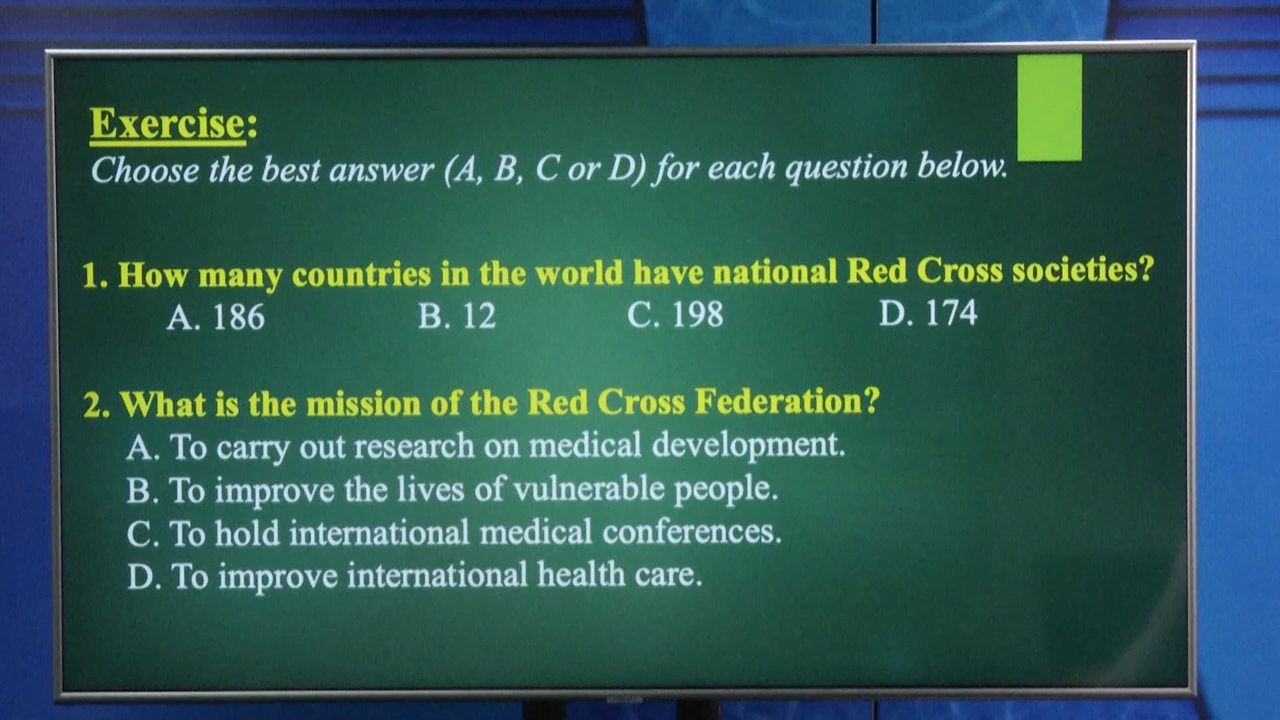 Exercise:
Choose the best answer (A, B, C or D) for each question below.
1. How many countries in the world have national Red Cross societies?
A. 186 B. 12 C. 198 D. 174
2. What is the mission of the Red Cross Federation?
A. To carry out research on medical development.
B. To improve the lives of vulnerable people.
C. To hold international medical conferences.
D. To improve international health care.